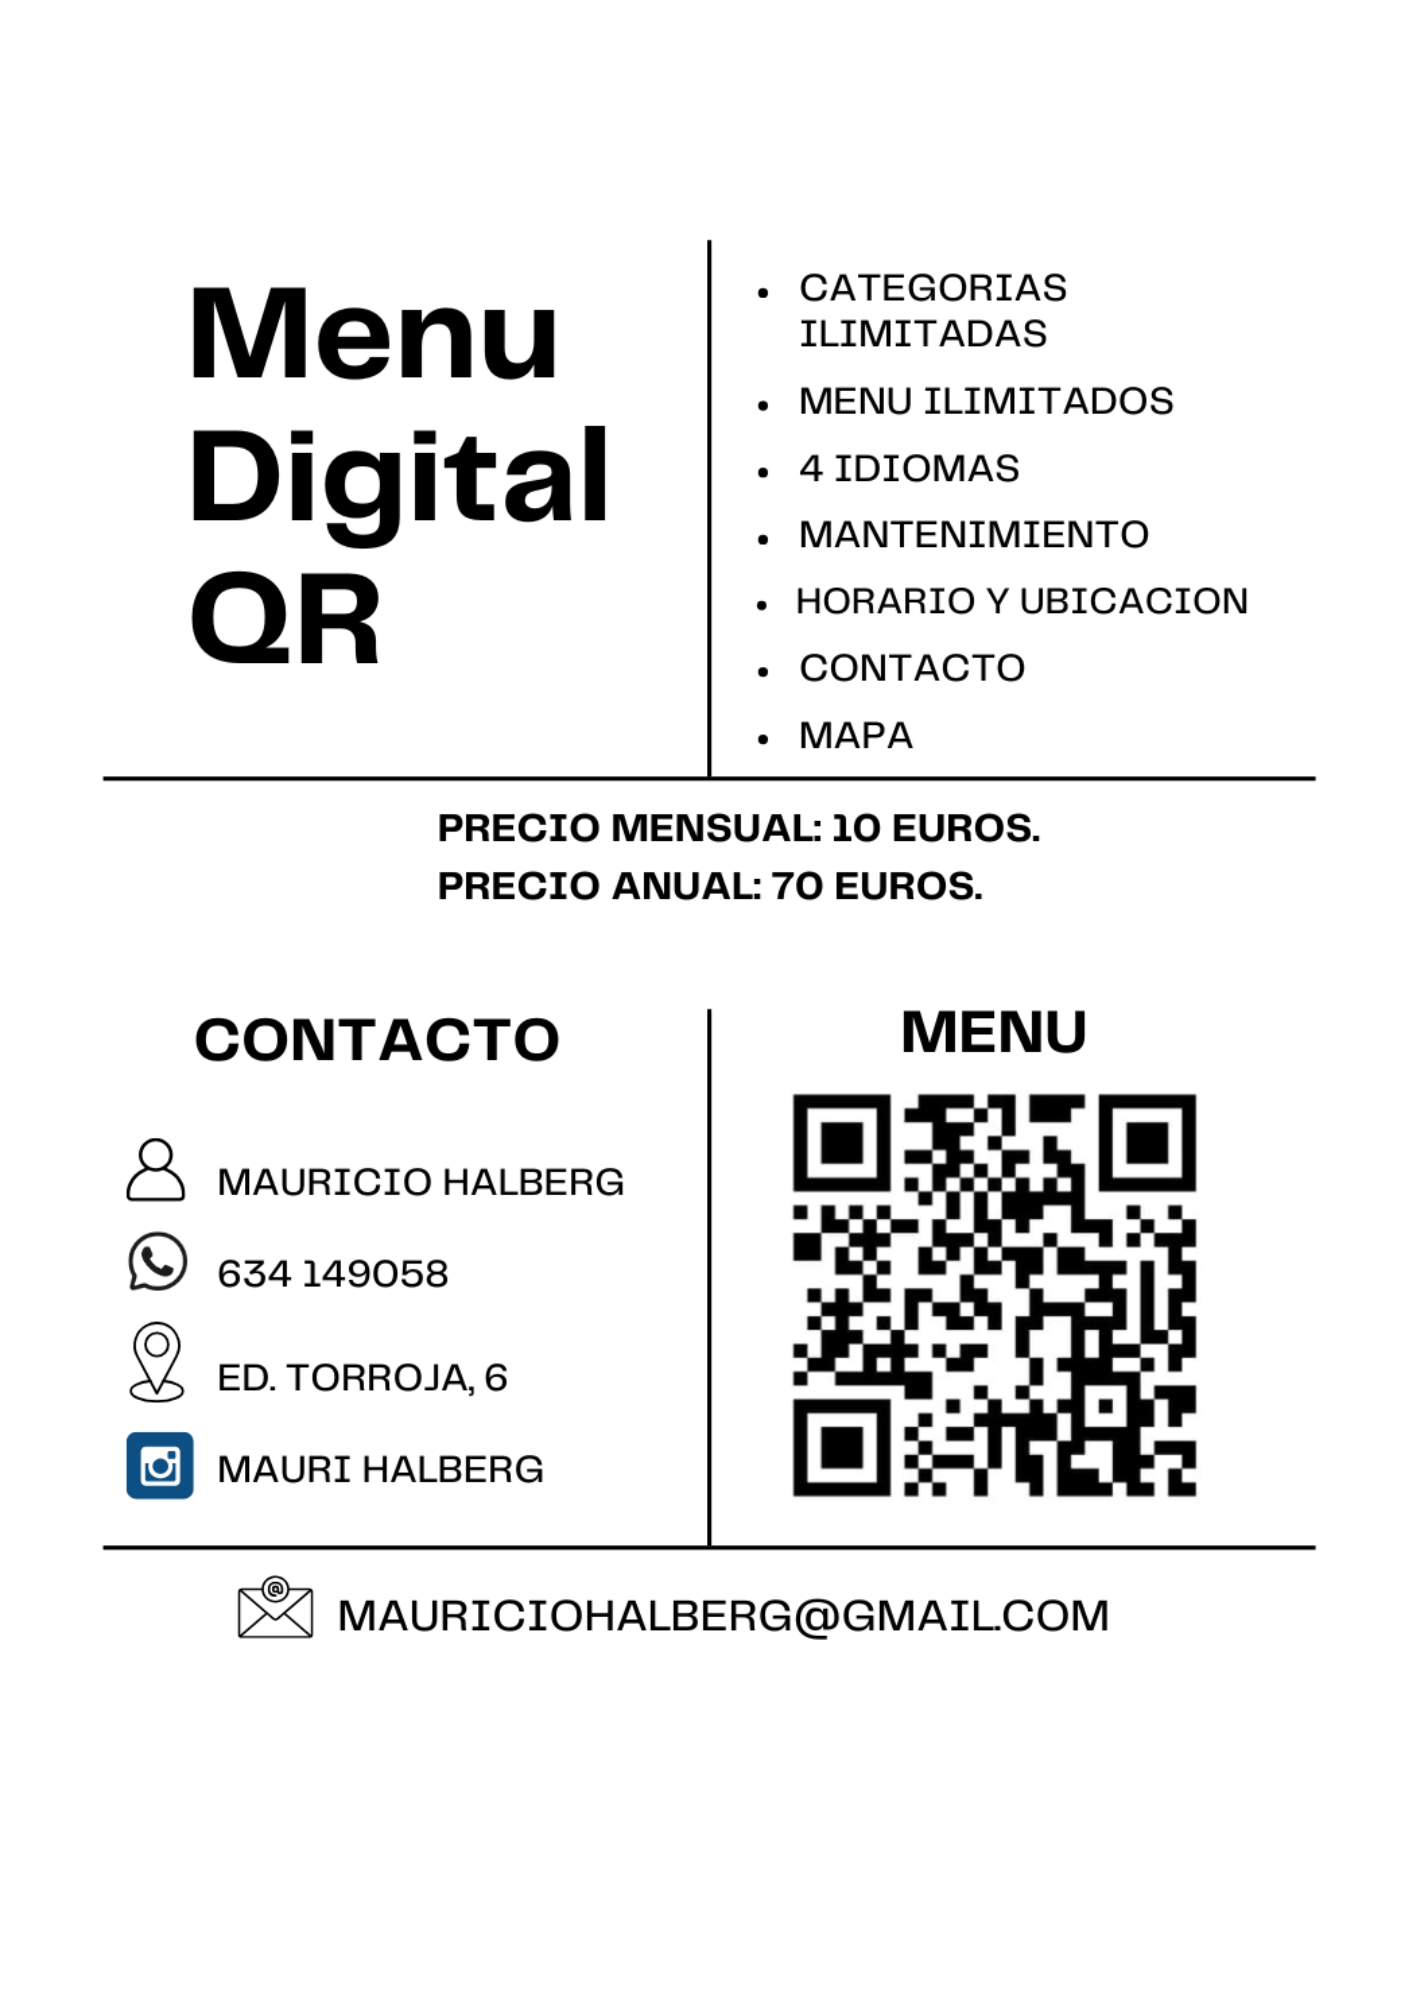 Menu
Digital
QR
• CATEGORIAS
ILIMITADAS
• MENU ILIMITADOS
• 4 IDIOMAS
• MANTENIMIENTO
• HORARIO Y UBICACION
• CONTACTO
• MAPA
PRECIO MENSUAL: 10 EUROS.
PRECIO ANUAL: 70 EUROS.
CONTACTO
MAURICIO HALBERG
634 149058
ED. TORROJA, 6
MAURI HALBERG
MENU
@
MAURICIOHALBERG@GMAIL.COM